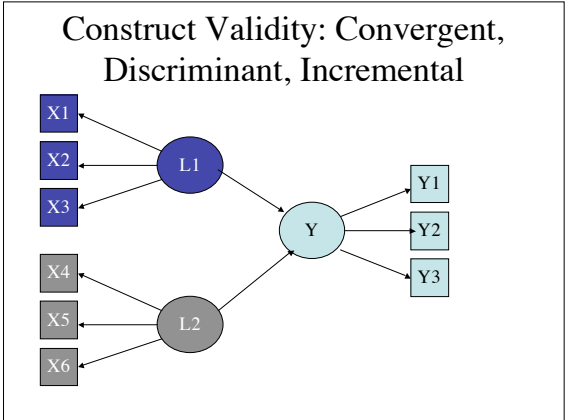 Construct Validity: Convergent,
Discriminant, Incremental
X1
X2
X3
L1
X4
X5
X6
L2
Y
Y1
Y2
Y3